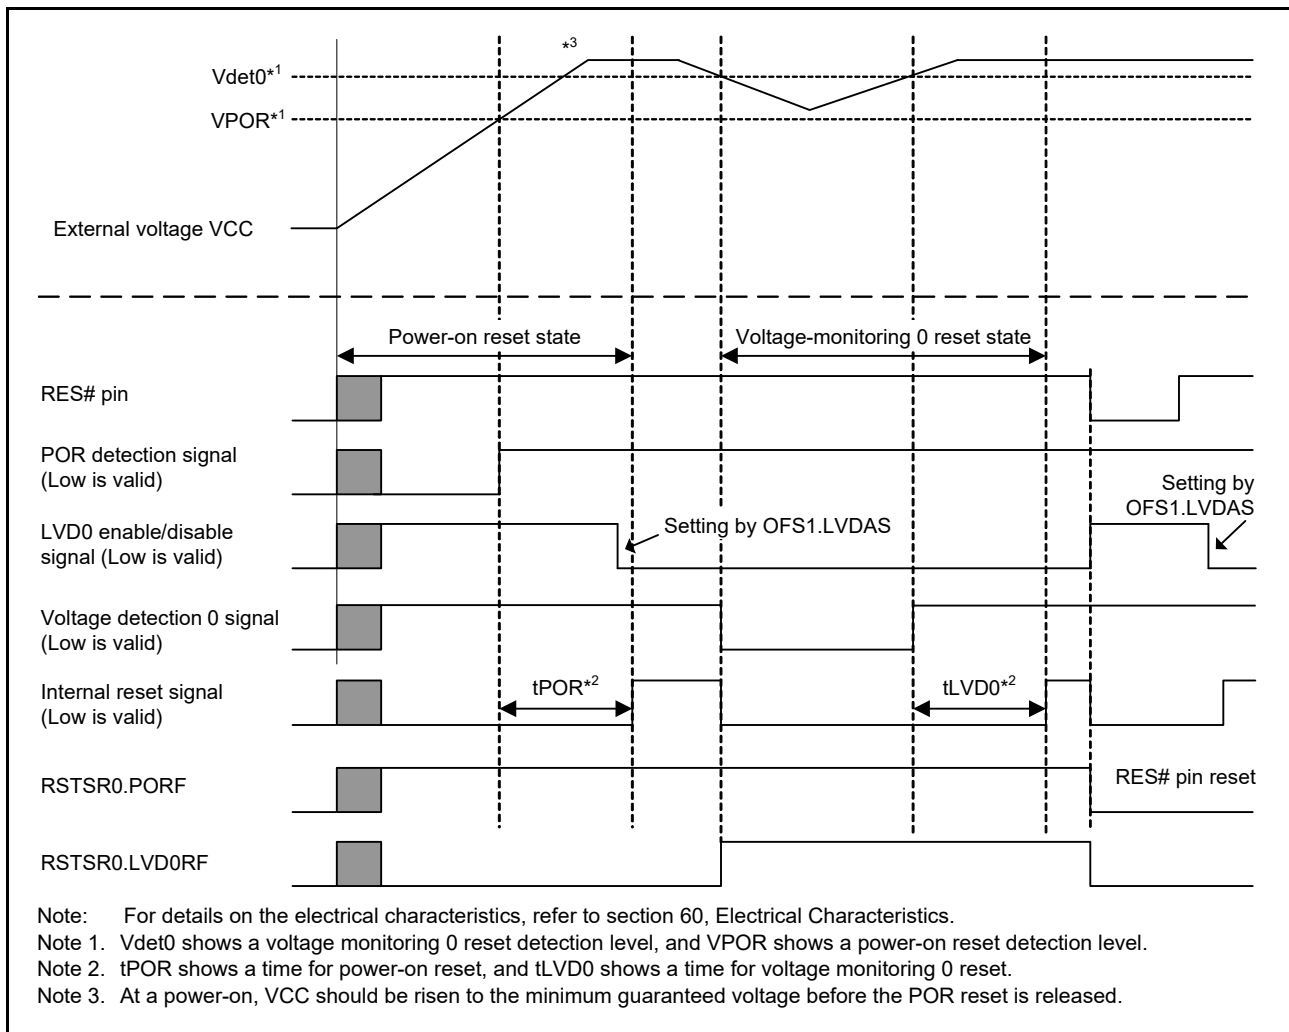 *3
Vdet0*1
VPOR*1
External voltage VCC
Power-on reset state
Voltage-monitoring 0 reset state
RES# pin
POR detection signal
(Low is valid)
Setting by
OFS1.LVDAS
LVD0 enable/disable
signal (Low is valid)
Setting by OFS1.LVDAS
Voltage detection 0 signal
(Low is valid)
Internal reset signal
(Low is valid)
tPOR*2
tLVD0*2
RSTSR0.PORF
RES# pin reset
RSTSR0.LVD0RF
Note: For details on the electrical characteristics, refer to section 60, Electrical Characteristics.
Note 1. Vdet0 shows a voltage monitoring 0 reset detection level, and VPOR shows a power-on reset detection level.
Note 2. tPOR shows a time for power-on reset, and tLVD0 shows a time for voltage monitoring 0 reset.
Note 3. At a power-on, VCC should be risen to the minimum guaranteed voltage before the POR reset is released.